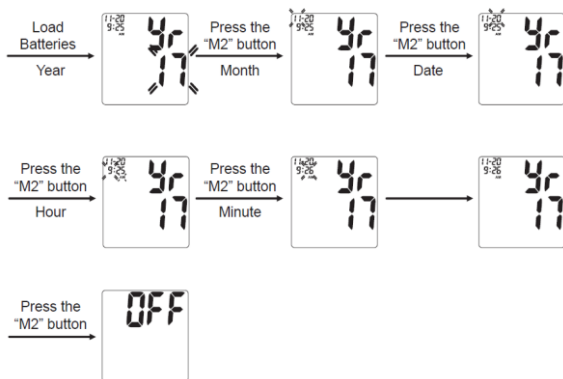 Load
Batteries
Year
11-20
9:25
Yr
17
Press the
“M2” button
Month
11-20
9:25
Yr
17
Press the
“M2” button
Date
11-20
9:25
Yr
17
Press the
“M2” button
Hour
11-20
9:25
Yr
17
Press the
“M2” button
Minute
11-20
9:26
Yr
17
11-20
9:26
Yr
17
Press the
“M2” button
OFF